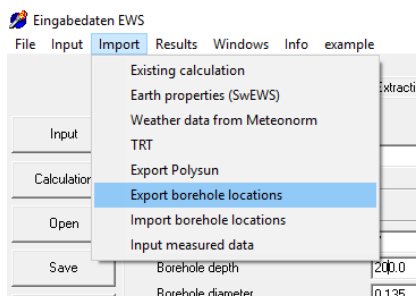 Eingabedaten EWS
File Input Import Results Windows Info example
Existing calculation
Earth properties (SwEWS)
Weather data from Meteonorm
TRT
Export Polysun
Export borehole locations
Import borehole locations
Input measured data
Extracti
Input
Calculation
Open
Save
Borehole depth 200.0
Borehole diameter 0.135